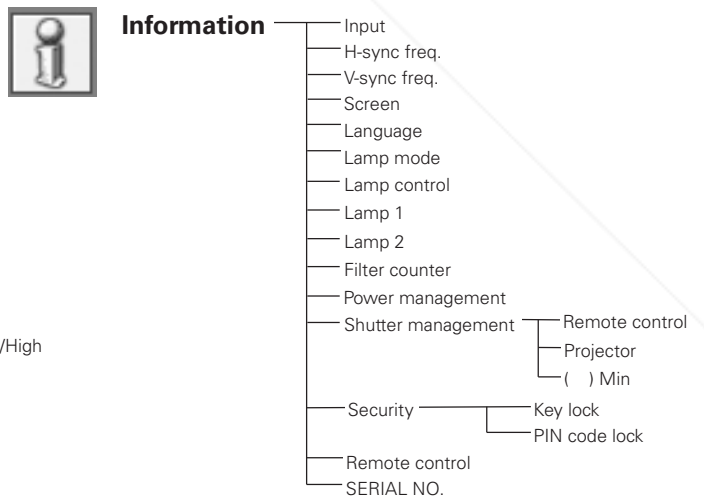 Information
Input
H-sync freq.
V-sync freq.
Screen
Language
Lamp mode
Lamp control
Lamp 1
Lamp 2
Filter counter
Power management
Shutter management
Remote control
/High
Projector
( ) Min
Security
Key lock
PIN code lock
Remote control
SERIAL NO.